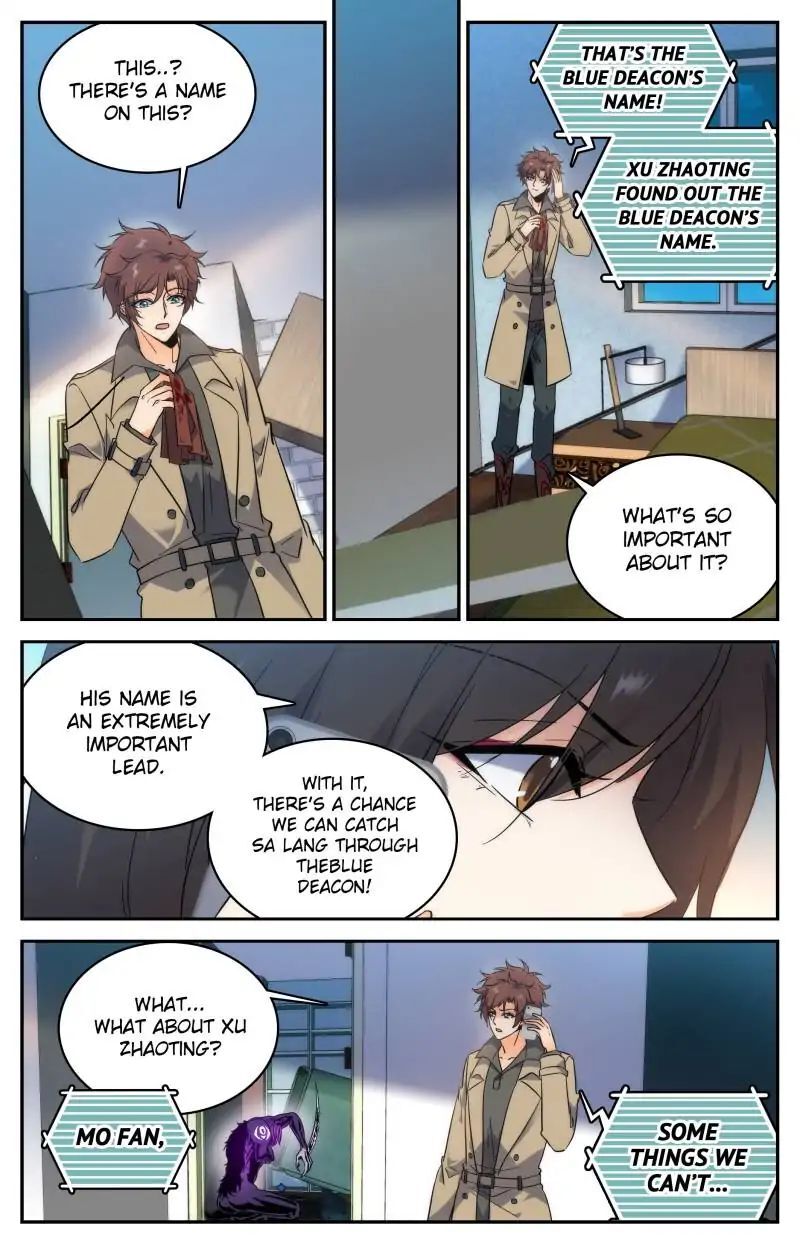 THIS..?
THERE'S A NAME
ON THIS?
THAT'S THE
BLUE DEACON'S
NAME!
XU ZHAOTING
FOUND OUT THE
BLUE DEACON'S
NAME.
WHAT'S SO
IMPORTANT
ABOUT IT?
HIS NAME IS
AN EXTREMELY
IMPORTANT
LEAD.
WITH IT,
THERE'S A CHANCE
WE CAN CATCH
SA LANG THROUGH
THEBLUE
DEACON!
WHAT...
WHAT ABOUT XU
ZHAOTING?
MO FAN,
SOME
THINGS WE
CAN'T...